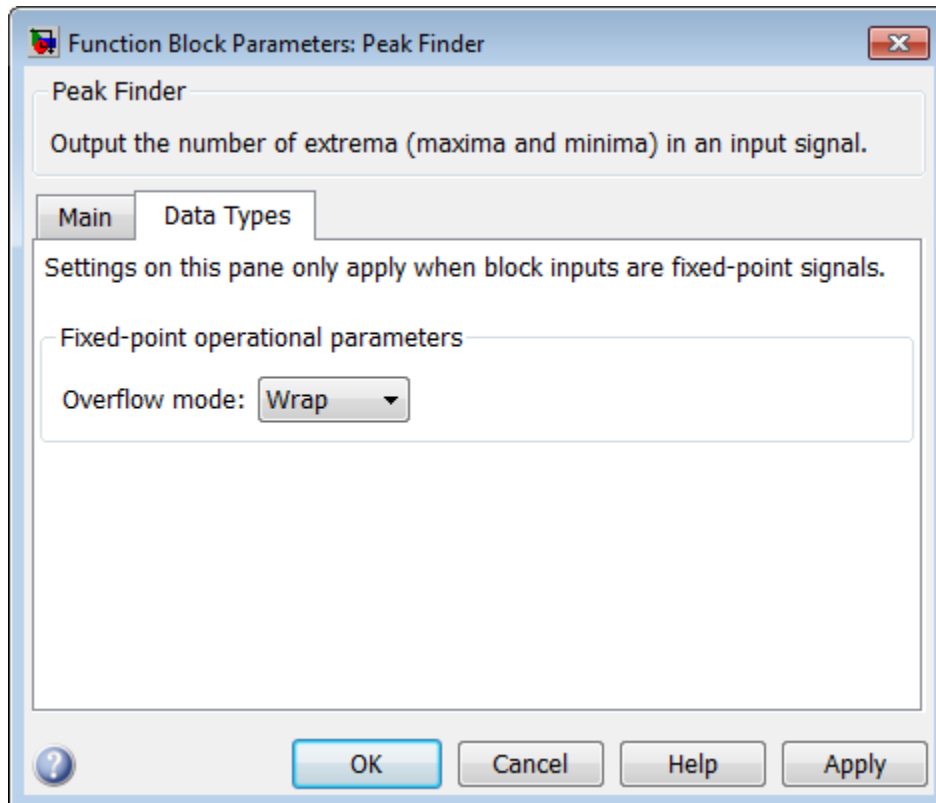 Function Block Parameters: Peak Finder
Peak Finder
Output the number of extrema (maxima and minima) in an input signal.
Main Data Types
Settings on this pane only apply when block inputs are fixed-point signals.
Fixed-point operational parameters
Overflow mode: Wrap
? OK Cancel Help Apply